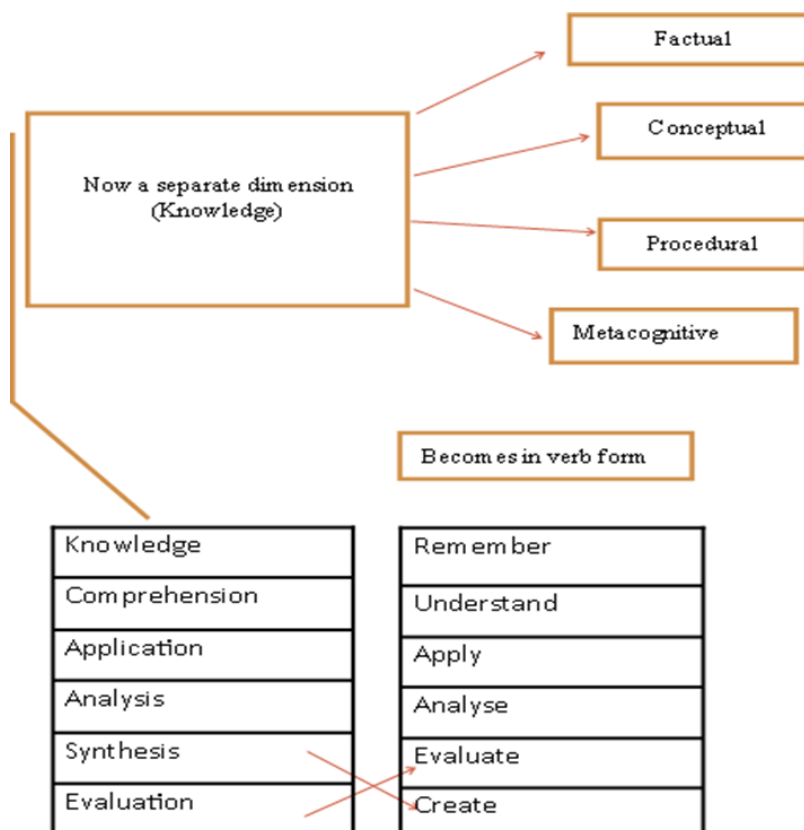 Factual
Conceptual
Now a separate dimension
(Knowledge)
Procedural
Metacognitive
Becomes in verb form
Knowledge
Comprehension
Application
Analysis
Synthesis
Evaluation
Remember
Understand
Apply
Analyse
Evaluate
Create